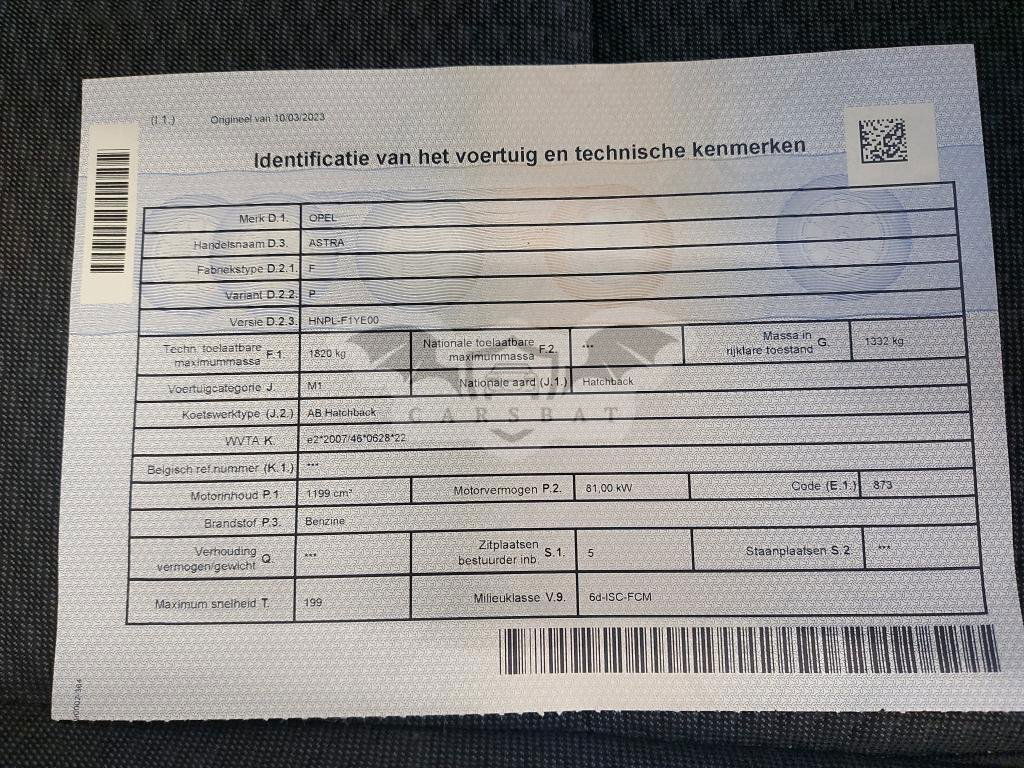 (I.1.) Origineel van 10/03/2023
Identificatie van het voertuig en technische kenmerken
Merk D.1. OPEL
Handelsnaam D.3. ASTRA
Fabriekstype D.2.1. F
Variant D.2.2. P
Versie D.2.3. HNPL-F1YE00
Techn. toelaatbare maximummassa F.1. 1820 kg Nationale toelaatbare maximummassa F.2. *** Massa in rijklare toestand G. 1332 kg
Voertuigcategorie J. M1 Nationale aard (J.1.) Hatchback
Koetswerktype (J.2.) AB Hatchback
CARSBAT
WVTA K. e2*2007/46*0628*22
Belgisch ref.nummer (K.1.) ***
Motorinhoud P.1. 1199 cm³ Motorvermogen P.2. 81,00 kW Code (E.1.) 873
Brandstof P.3. Benzine
Verhouding vermogen/gewicht Q. *** Zitplaatsen bestuurder inb. S.1. 5 Staanplaatsen S.2. ***
Maximum snelheid T. 199 Milieuklasse V.9. 6d-ISC-FCM